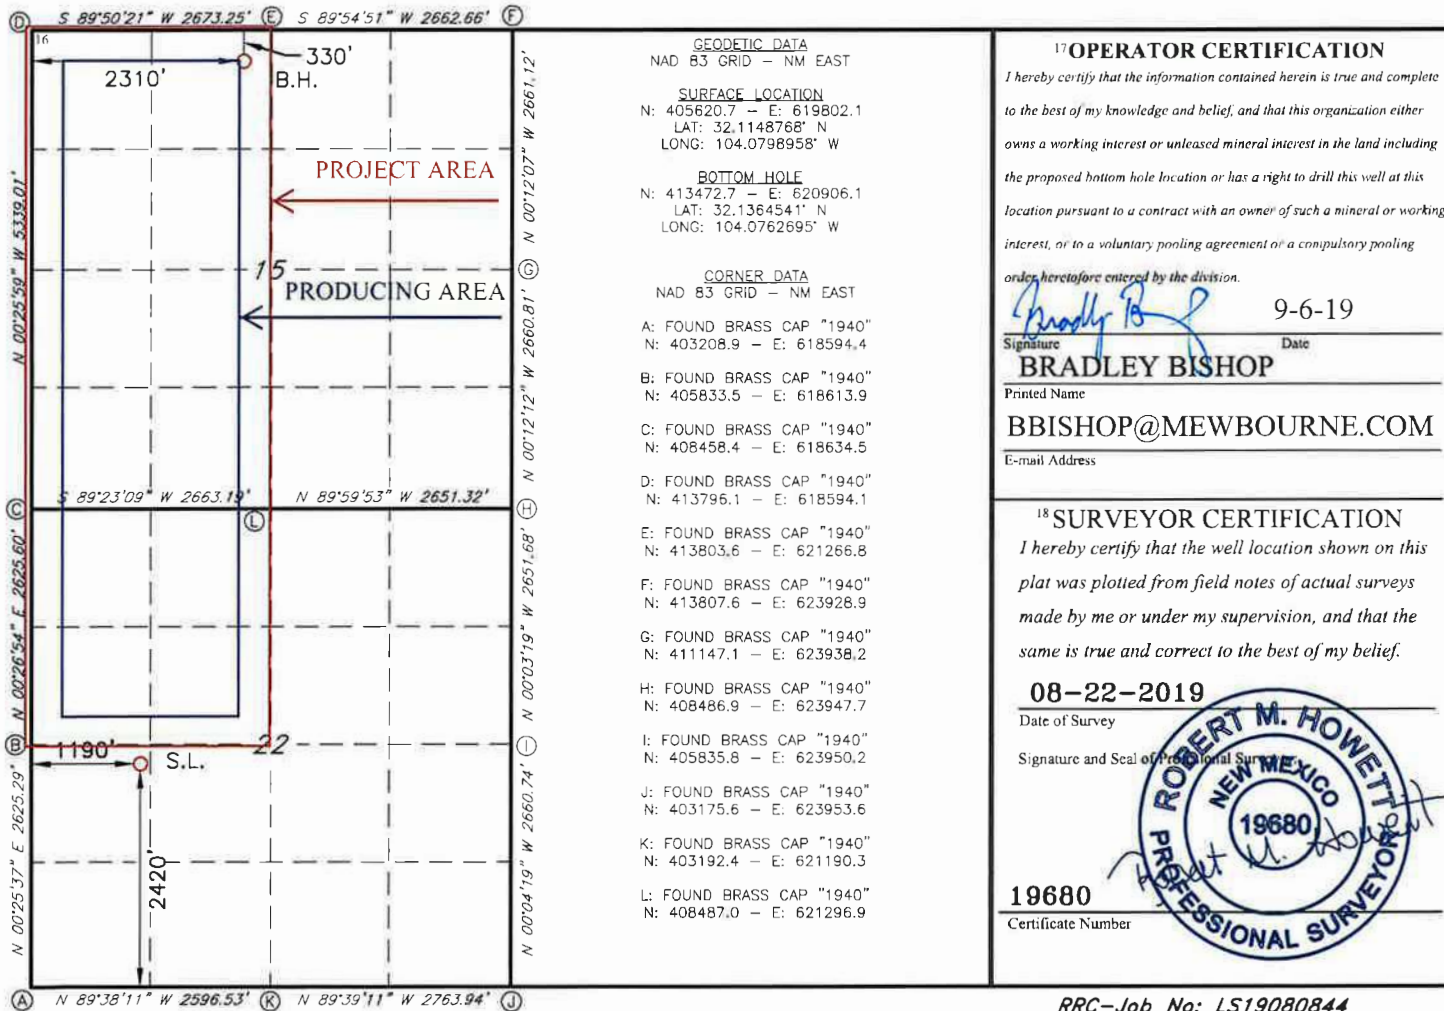 D S 89°50'21" W 2673.25' E S 89°54'51" W 2662.66' F
16
330'
2310'
B.H.
PROJECT AREA
15
PRODUCING AREA
N 00°25'59" W 5339.01'
N 00°12'07" W 2661.12'
G
N 00°12'12" W 2660.81'
S 89°23'09" W 2663.19' N 89°59'53" W 2651.32'
C
L
H
N 00°26'54" E 2625.60'
N 00°03'19" W 2651.68'
B
22
I
1190'
S.L.
N 00°25'37" E 2625.29"
2420'
N 00°04'19" W 2660.74'
A N 89°38'11" W 2596.53' K N 89°39'11" W 2763.94' J
GEODETIC DATA
NAD 83 GRID – NM EAST
SURFACE LOCATION
N: 405620.7 – E: 619802.1
LAT: 32.1148768° N
LONG: 104.0798958° W
BOTTOM HOLE
N: 413472.7 – E: 620906.1
LAT: 32.1364541° N
LONG: 104.0762695° W
CORNER DATA
NAD 83 GRID – NM EAST
A: FOUND BRASS CAP "1940"
N: 403208.9 – E: 618594.4
B: FOUND BRASS CAP "1940"
N: 405833.5 – E: 618613.9
C: FOUND BRASS CAP "1940"
N: 408458.4 – E: 618634.5
D: FOUND BRASS CAP "1940"
N: 413796.1 – E: 618594.1
E: FOUND BRASS CAP "1940"
N: 413803.6 – E: 621266.8
F: FOUND BRASS CAP "1940"
N: 413807.6 – E: 623928.9
G: FOUND BRASS CAP "1940"
N: 411147.1 – E: 623938.2
H: FOUND BRASS CAP "1940"
N: 408486.9 – E: 623947.7
I: FOUND BRASS CAP "1940"
N: 405835.8 – E: 623950.2
J: FOUND BRASS CAP "1940"
N: 403175.6 – E: 623953.6
K: FOUND BRASS CAP "1940"
N: 403192.4 – E: 621190.3
L: FOUND BRASS CAP "1940"
N: 408487.0 – E: 621296.9
17 OPERATOR CERTIFICATION
I hereby certify that the information contained herein is true and complete
to the best of my knowledge and belief, and that this organization either
owns a working interest or unleased mineral interest in the land including
the proposed bottom hole location or has a right to drill this well at this
location pursuant to a contract with an owner of such a mineral or working
interest, or to a voluntary pooling agreement or a compulsory pooling
order heretofore entered by the division.
9-6-19
Signature Date
BRADLEY BISHOP
Printed Name
BBISHOP@MEWBOURNE.COM
E-mail Address
18 SURVEYOR CERTIFICATION
I hereby certify that the well location shown on this
plat was plotted from field notes of actual surveys
made by me or under my supervision, and that the
same is true and correct to the best of my belief.
08-22-2019
Date of Survey
Signature and Seal of Professional Surveyor:
ROBERT M. HOWETT
NEW MEXICO
19680
PROFESSIONAL SURVEYOR
Robert M. Howett
19680
Certificate Number
RRC-Job No: LS19080844